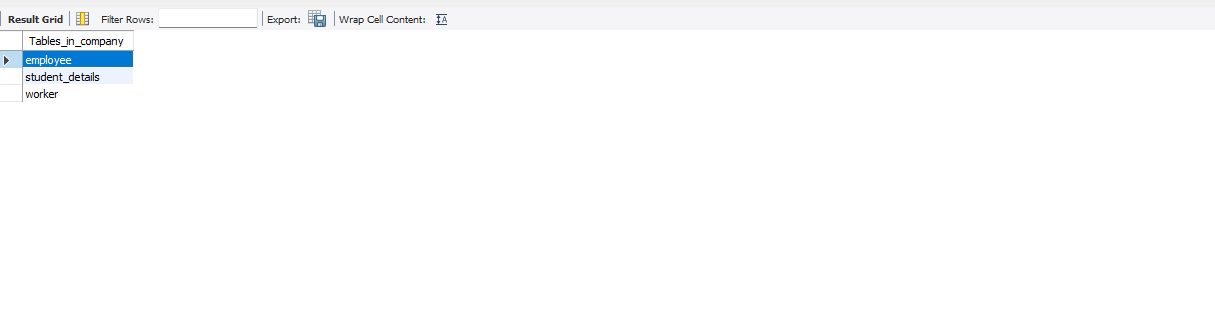 Result Grid Filter Rows: Export: Wrap Cell Content:
Tables_in_company
employee
student_details
worker